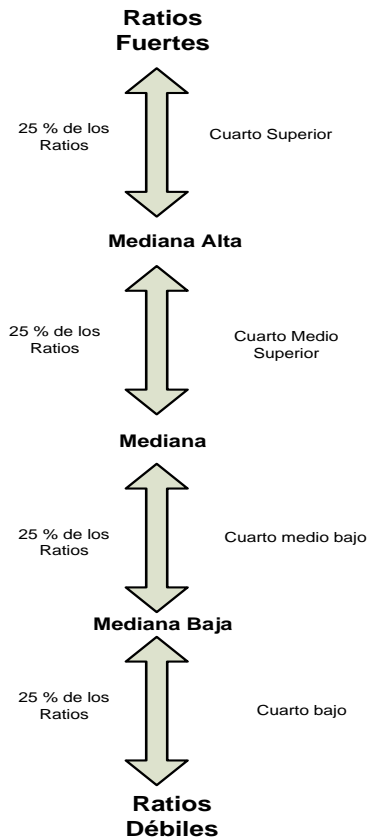 Ratios
Fuertes
25 % de los
Ratios
Cuarto Superior
Mediana Alta
25 % de los
Ratios
Cuarto Medio
Superior
Mediana
25 % de los
Ratios
Cuarto medio bajo
Mediana Baja
25 % de los
Ratios
Cuarto bajo
Ratios
Débiles